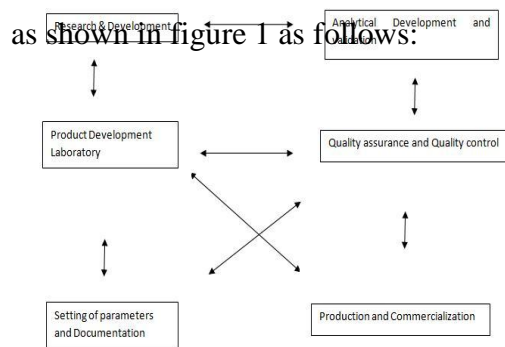 Research & Development
Analytical Development and
validation
as shown in figure 1 as follows:
Product Development
Laboratory
Quality assurance and Quality control
Setting of parameters
and Documentation
Production and Commercialization